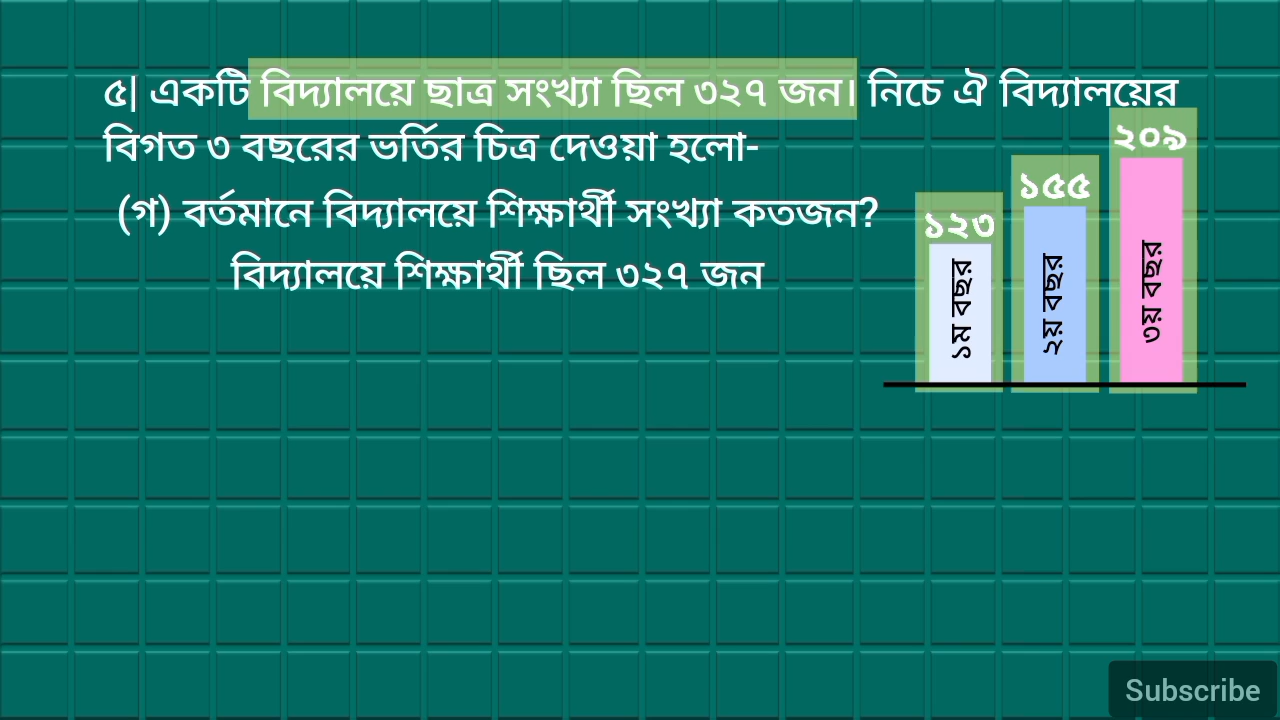 ৫| একটি বিদ্যালয়ে ছাত্র সংখ্যা ছিল ৩২৭ জন। নিচে ঐ বিদ্যালয়ের
বিগত ৩ বছরের ভর্তির চিত্র দেওয়া হলো-
(গ) বর্তমানে বিদ্যালয়ে শিক্ষার্থী সংখ্যা কতজন?
বিদ্যালয়ে শিক্ষার্থী ছিল ৩২৭ জন
১২৩
১৫৫
২০৯
১ম বছর
২য় বছর
৩য় বছর
Subscribe